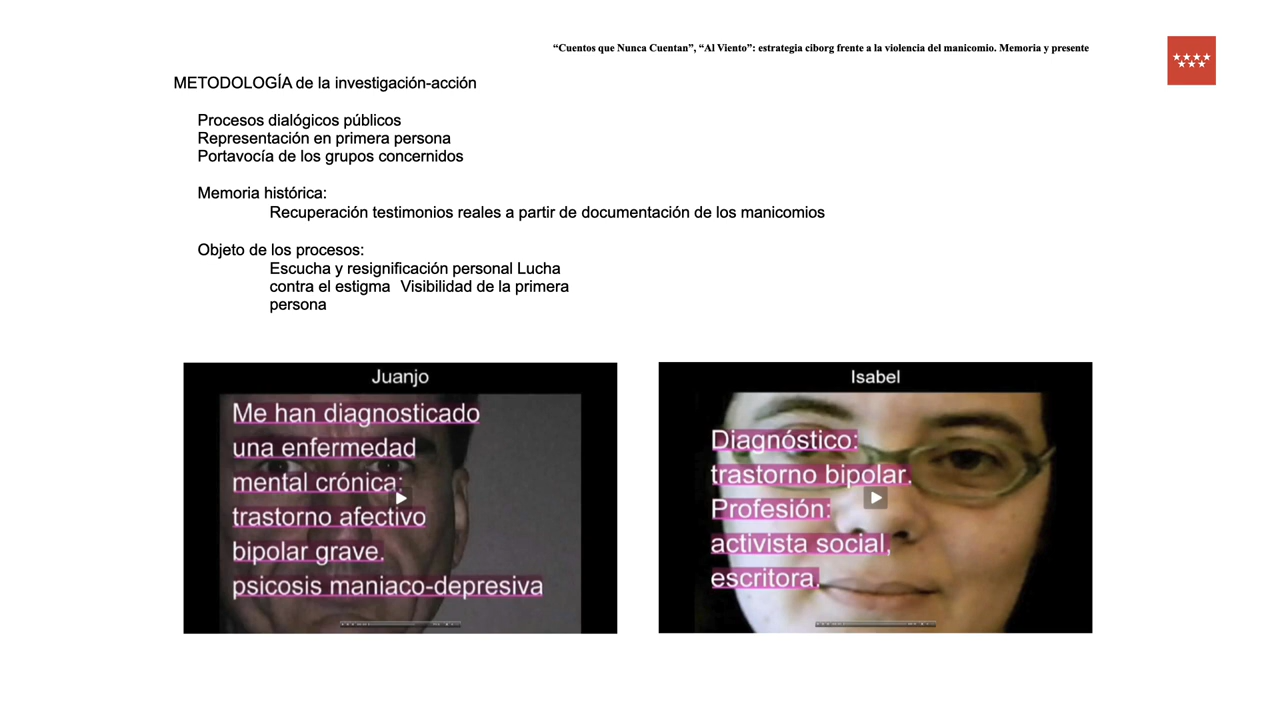 “Cuentos que Nunca Cuentan”, “Al Viento”: estrategia ciborg frente a la violencia del manicomio. Memoria y presente
METODOLOGÍA de la investigación-acción
Procesos dialógicos públicos
Representación en primera persona
Portavocía de los grupos concernidos
Memoria histórica:
Recuperación testimonios reales a partir de documentación de los manicomios
Objeto de los procesos:
Escucha y resignificación personal Lucha
contra el estigma Visibilidad de la primera
persona
Juanjo
Me han diagnosticado
una enfermedad
mental crónica:
trastorno afectivo
bipolar grave.
psicosis maniaco-depresiva
Isabel
Diagnóstico:
trastorno bipolar.
Profesión:
activista social,
escritora.